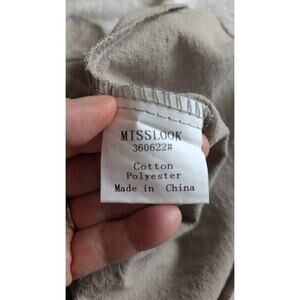 MISSLOOK
360622#
Cotton
Polyester
Made in China